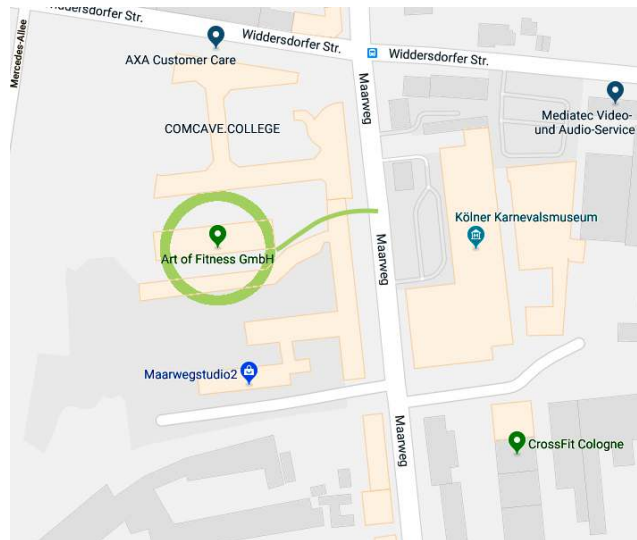 Widdersdorfer Str.
Mercedes-Allee
Widdersdorfer Str.
Widdersdorfer Str.
AXA Customer Care
Maarweg
COMCAVE.COLLEGE
Mediatec Video-
und Audio-Service
Kölner Karnevalsmuseum
Maarweg
Art of Fitness GmbH
Maarwegstudio2
Maarweg
CrossFit Cologne